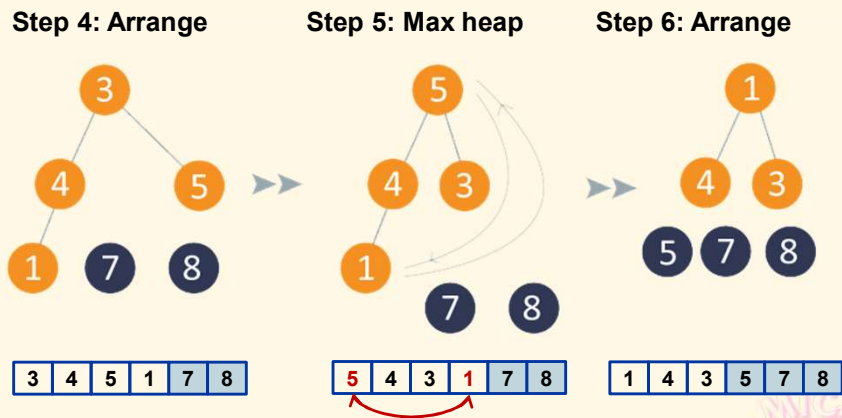 Step 4: Arrange
Step 5: Max heap
Step 6: Arrange
3
4 5
1 7 8
5
4 3
1
7 8
1
4 3
5 7 8
3 4 5 1 7 8
5 4 3 1 7 8
1 4 3 5 7 8
MVC